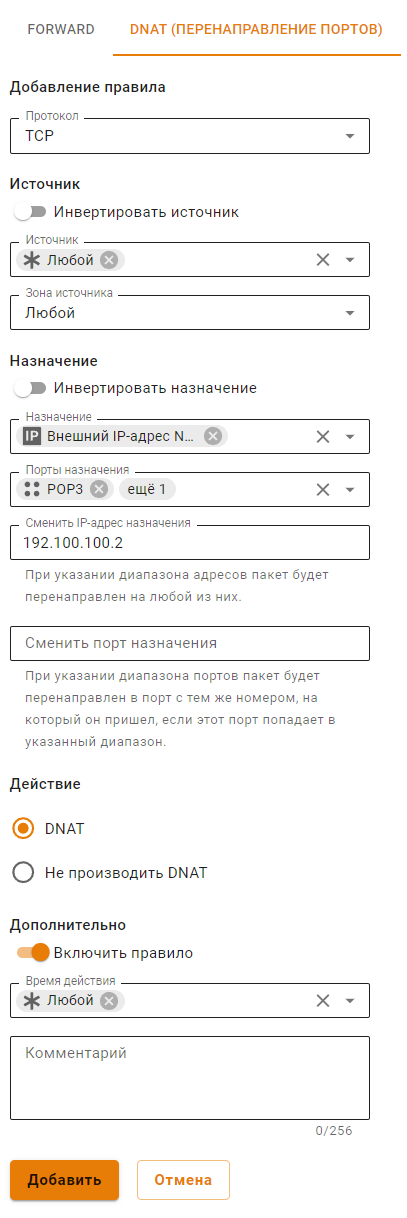 FORWARD DNAT (ПЕРЕНАПРАВЛЕНИЕ ПОРТОВ)
Добавление правила
Протокол
TCP
Источник
Инвертировать источник
Источник
Любой
Зона источника
Любой
Назначение
Инвертировать назначение
Назначение
IP Внешний IP-адрес N...
Порты назначения
POP3 ещё 1
Сменить IP-адрес назначения
192.100.100.2
При указании диапазона адресов пакет будет
перенаправлен на любой из них.
Сменить порт назначения
При указании диапазона портов пакет будет
перенаправлен в порт с тем же номером, на
который он пришел, если этот порт попадает в
указанный диапазон.
Действие
DNAT
Не производить DNAT
Дополнительно
Включить правило
Время действия
Любой
Комментарий
0/256
Добавить Отмена